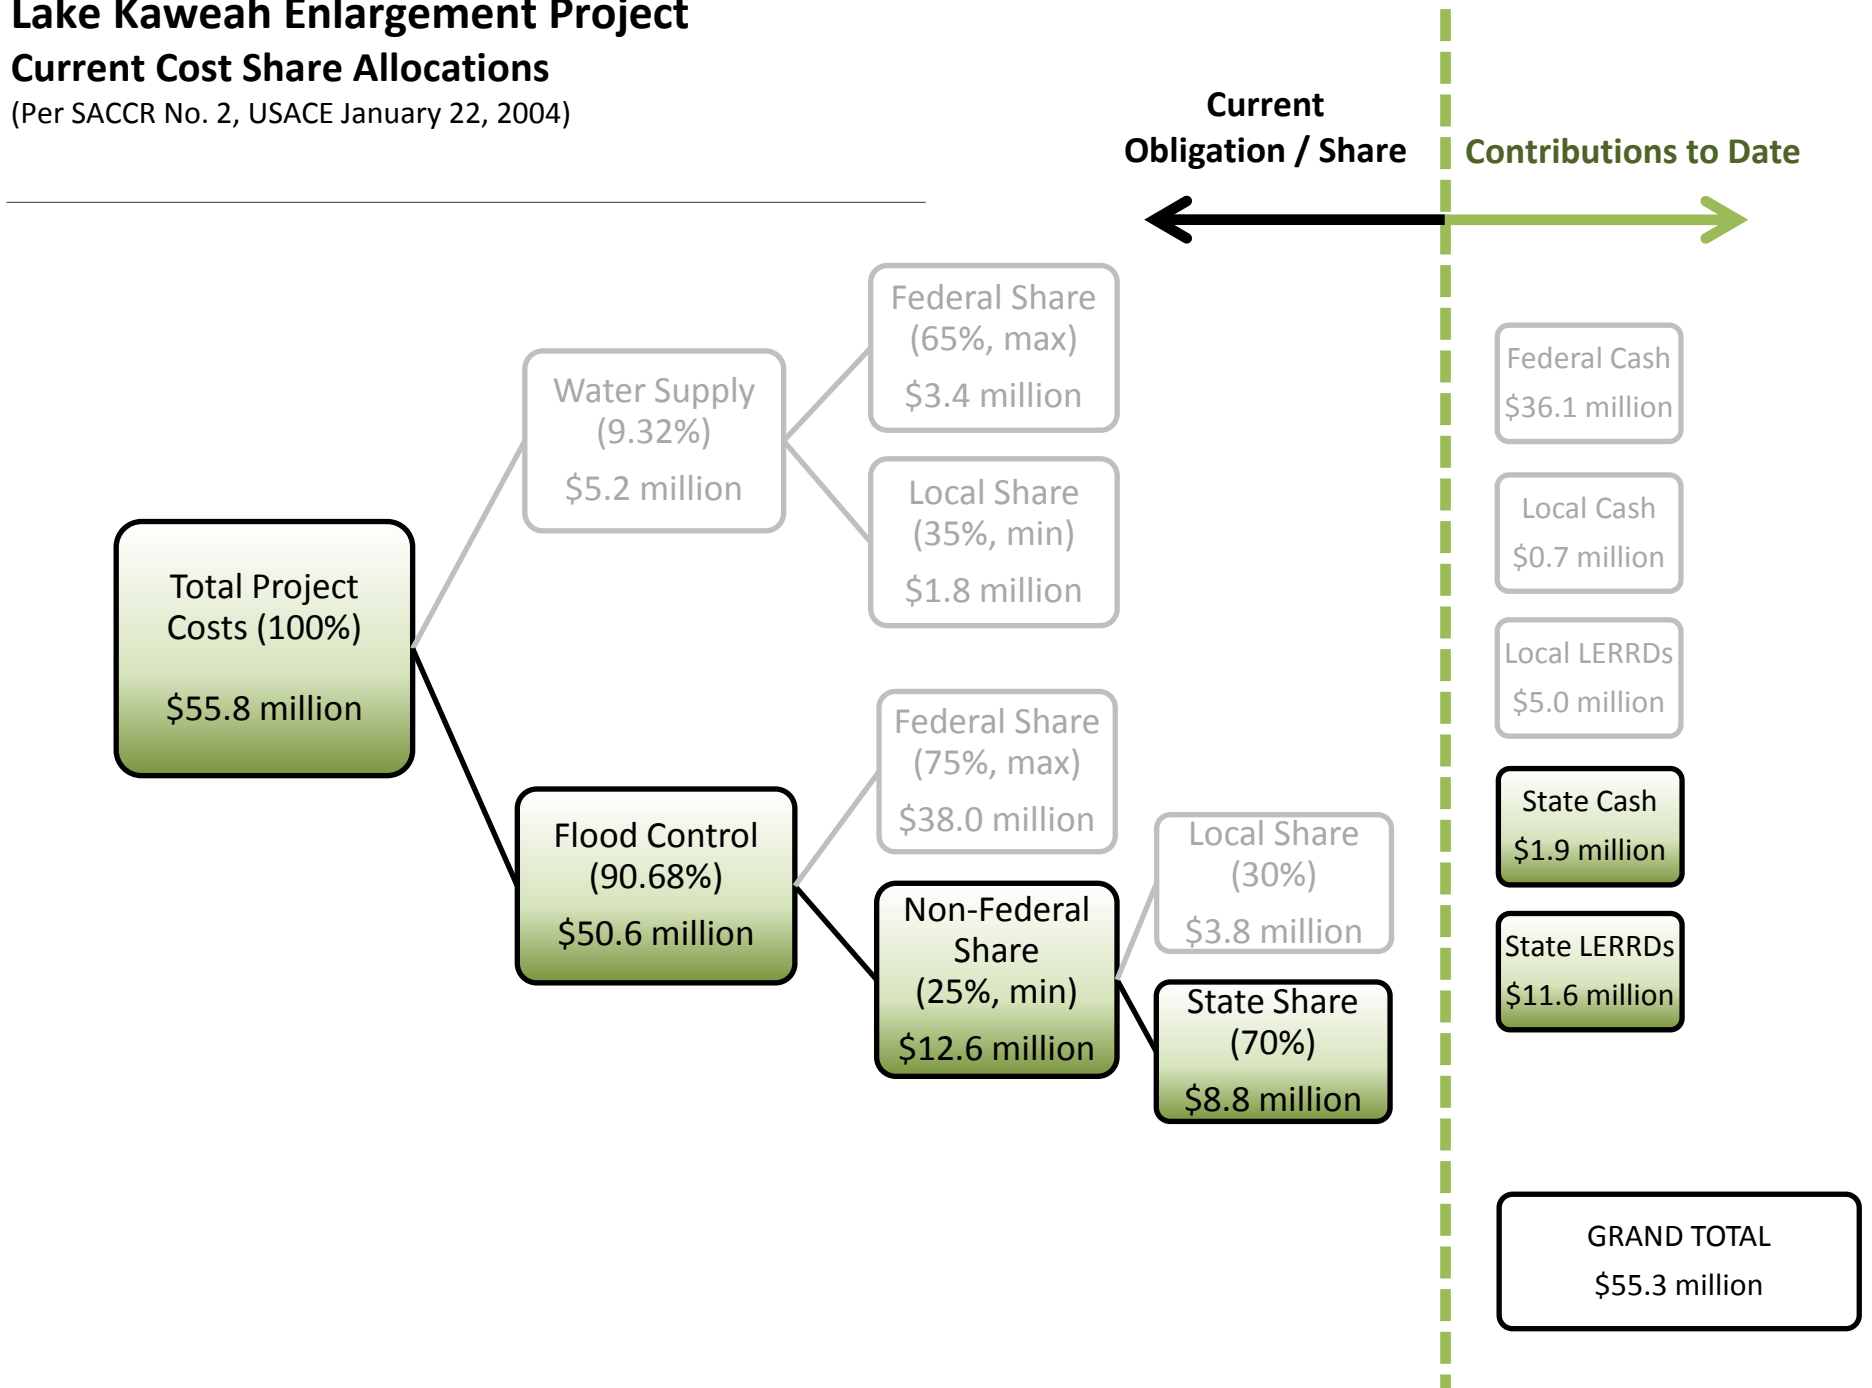 Lake Kaweah Enlargement Project
Current Cost Share Allocations
(Per SACCR No. 2, USACE January 22, 2004)
Current
Obligation / Share
Contributions to Date
Total Project
Costs (100%)
$55.8 million
Water Supply
(9.32%)
$5.2 million
Federal Share
(65%, max)
$3.4 million
Local Share
(35%, min)
$1.8 million
Flood Control
(90.68%)
$50.6 million
Federal Share
(75%, max)
$38.0 million
Non-Federal
Share
(25%, min)
$12.6 million
Local Share
(30%)
$3.8 million
State Share
(70%)
$8.8 million
Federal Cash
$36.1 million
Local Cash
$0.7 million
Local LERRDs
$5.0 million
State Cash
$1.9 million
State LERRDs
$11.6 million
GRAND TOTAL
$55.3 million